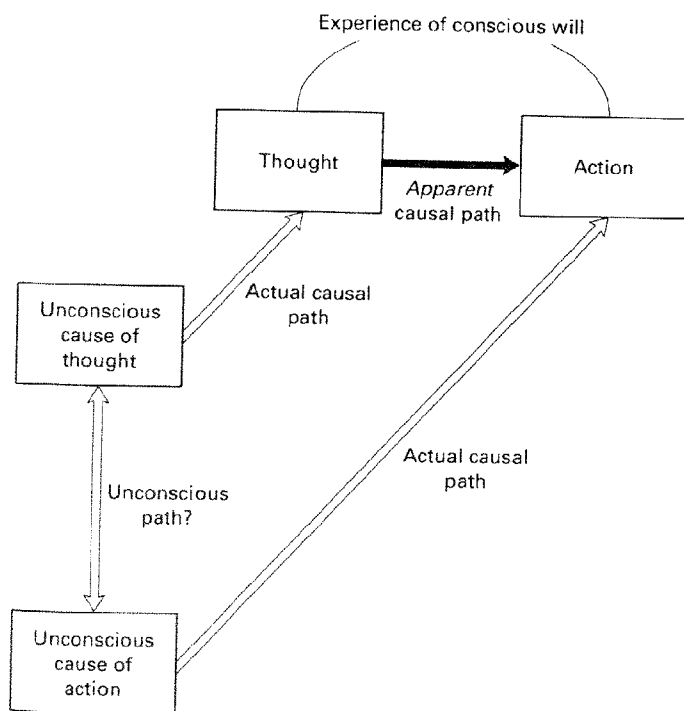 Experience of conscious will
Thought
Action
Apparent
causal path
Actual causal
path
Unconscious
cause of
thought
Actual causal
path
Unconscious
path?
Unconscious
cause of
action